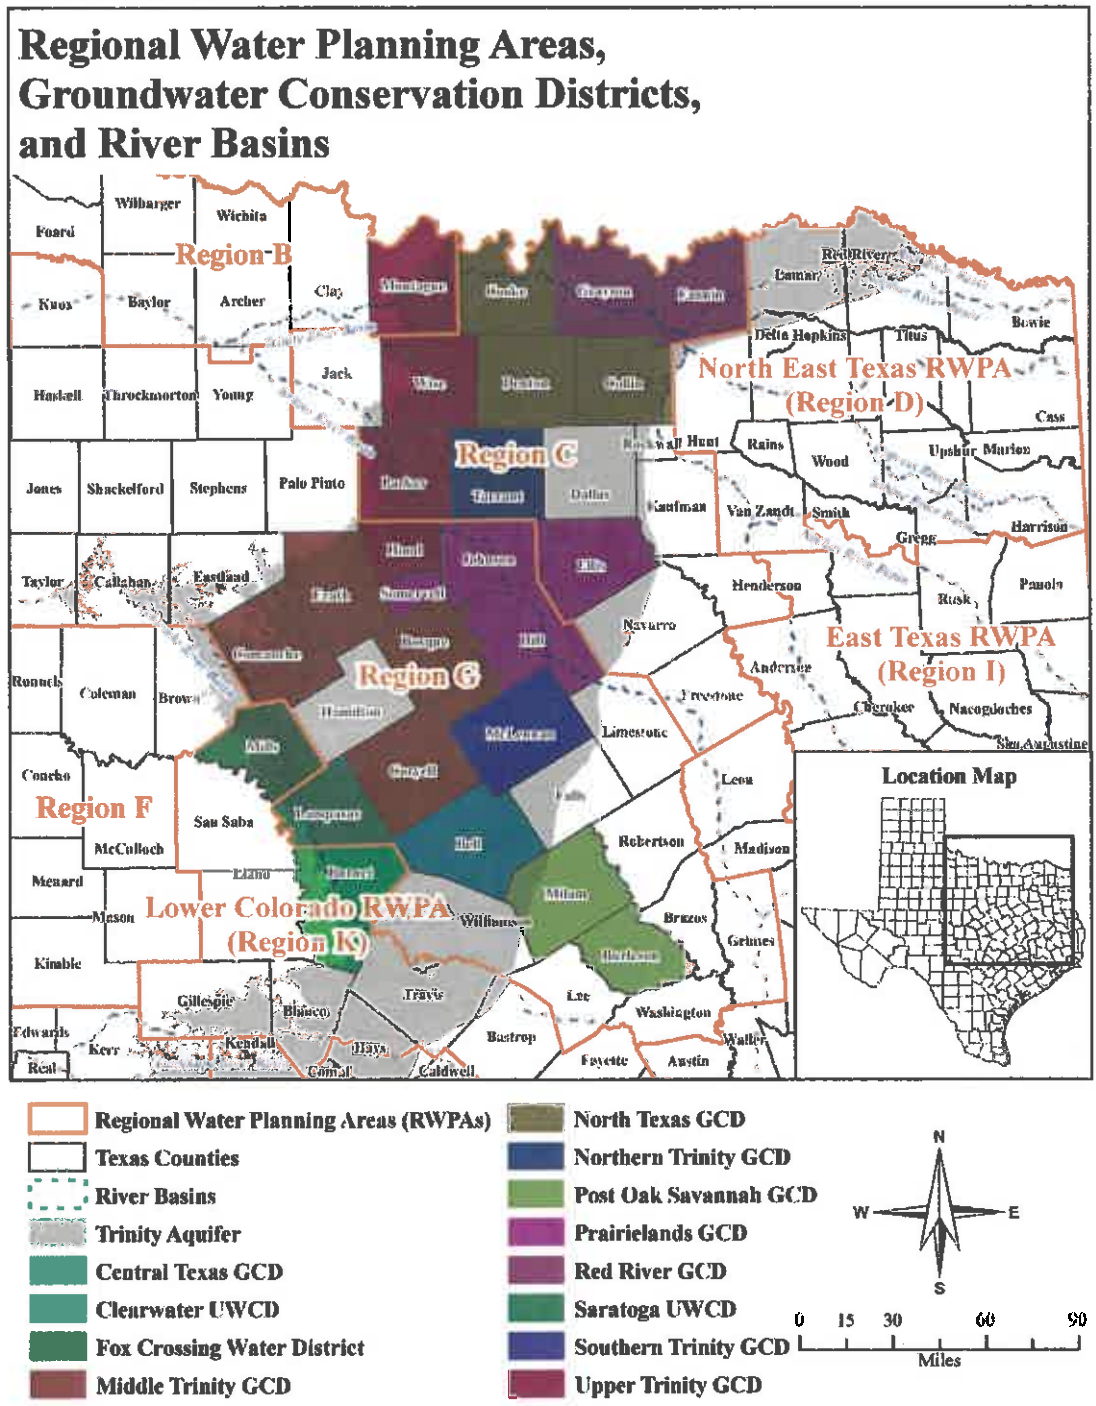 Regional Water Planning Areas,
Groundwater Conservation Districts,
and River Basins
Wilbarger
Wichita
Foard
Region B
Clay
Montague
Cooke
Grayson
Fannin
Lamar
Red River
Knox
Baylor
Archer
Bowie
Delta Hopkins
Titus
North East Texas RWPA
(Region D)
Haskell
Throckmorton
Young
Jack
Wise
Denton
Collin
Cass
Region C
Rockwall
Hunt
Rains
Wood
Upshur
Marion
Jones
Shackelford
Stephens
Palo Pinto
Parker
Tarrant
Dallas
Kaufman
Van Zandt
Smith
Gregg
Harrison
Taylor
Callahan
Eastland
Hood
Johnson
Ellis
Erath
Somervell
Henderson
Rusk
Panola
Navarro
East Texas RWPA
(Region I)
Comanche
Bosque
Hill
Region G
Anderson
Runnels
Coleman
Brown
Hamilton
Freestone
Cherokee
Nacogdoches
San Augustine
Mills
McLennan
Limestone
Concho
Coryell
Leon
Region F
San Saba
Lampasas
Falls
McCulloch
Bell
Robertson
Madison
Menard
Llano
Burnet
Milam
Mason
Lower Colorado RWPA
(Region K)
Williams
Brazos
Grimes
Kimble
Burleson
Gillespie
Blanco
Travis
Lee
Washington
Edwards
Kerr
Kendall
Hays
Bastrop
Waller
Real
Comal
Caldwell
Fayette
Austin
Location Map
Regional Water Planning Areas (RWPAs)
Texas Counties
River Basins
Trinity Aquifer
Central Texas GCD
Clearwater UWCD
Fox Crossing Water District
Middle Trinity GCD
North Texas GCD
Northern Trinity GCD
Post Oak Savannah GCD
Prairielands GCD
Red River GCD
Saratoga UWCD
Southern Trinity GCD
Upper Trinity GCD
N
W E
S
0 15 30 60 90
Miles